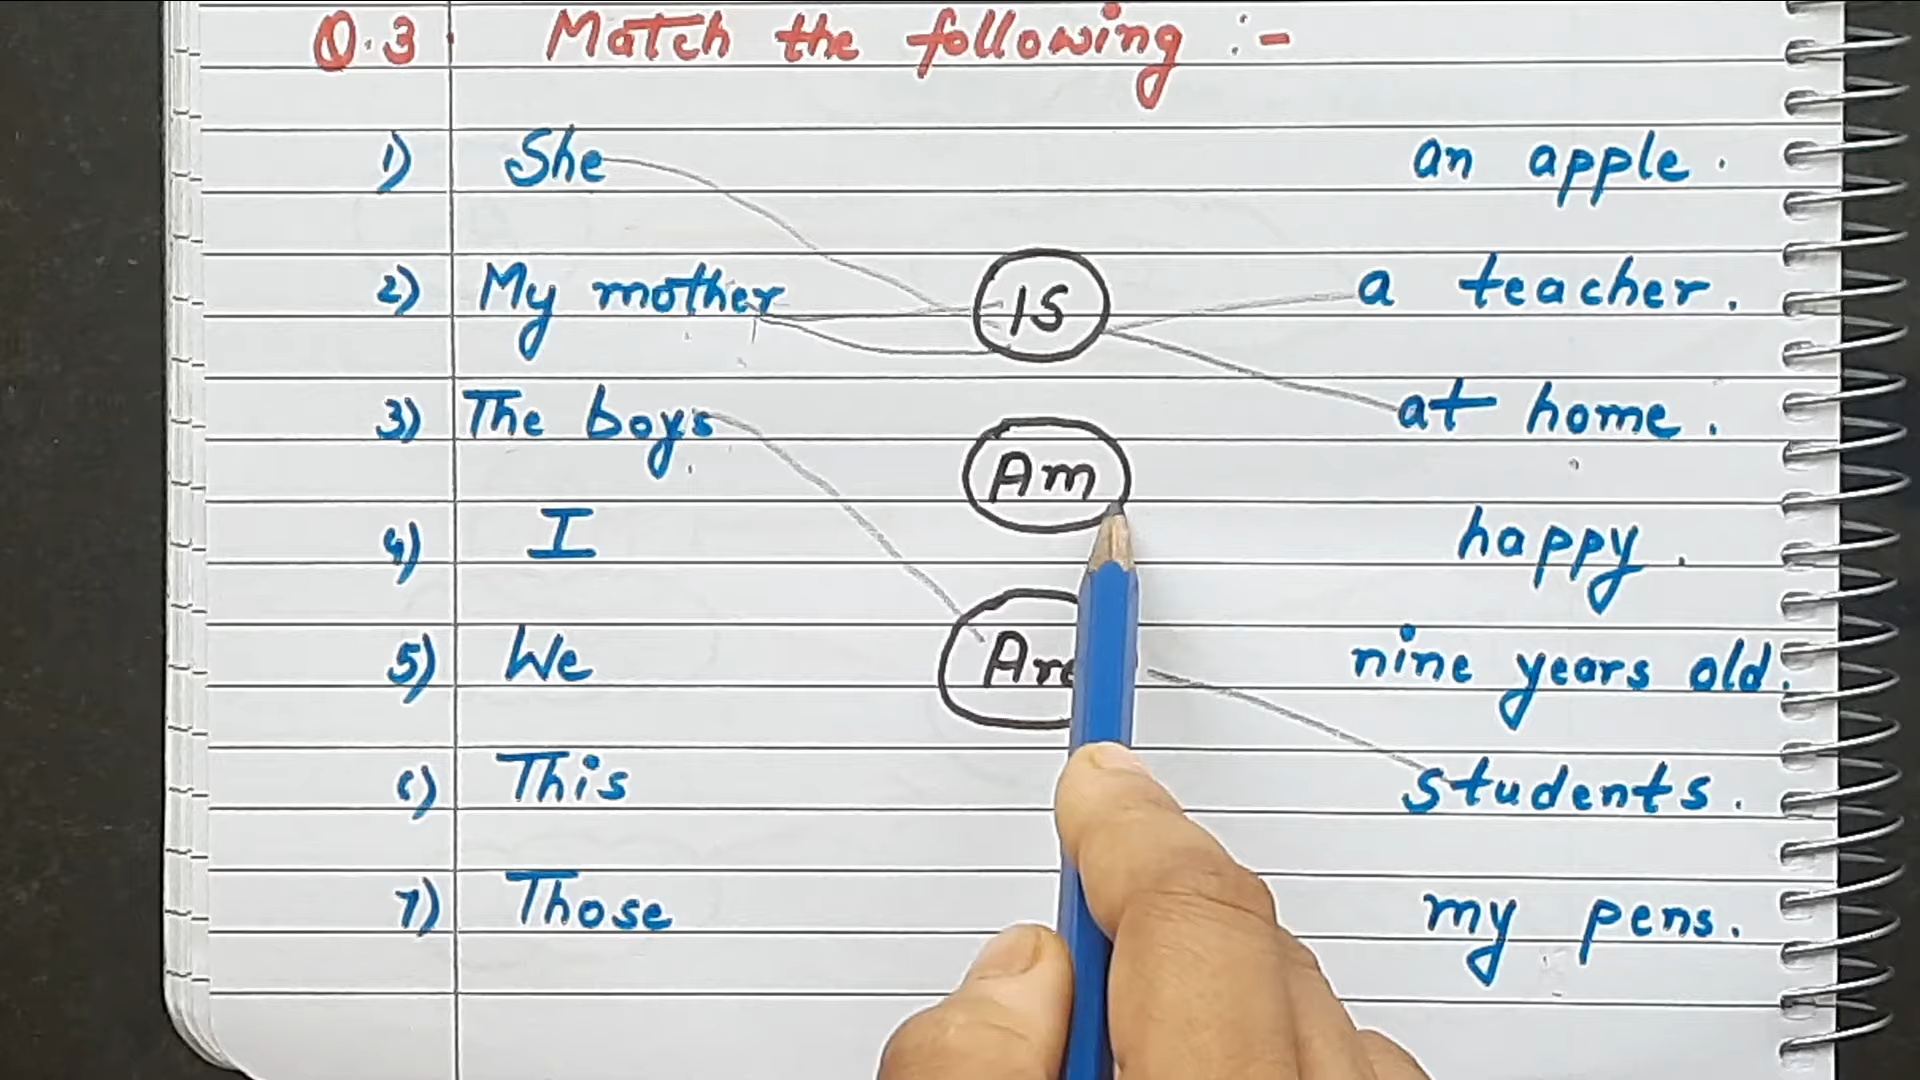 Q.3 Match the following :-
1) She an apple.
2) My mother IS a teacher.
3) The boys at home.
Am
4) I happy.
5) We nine years old.
6) This students.
7) Those my pens.